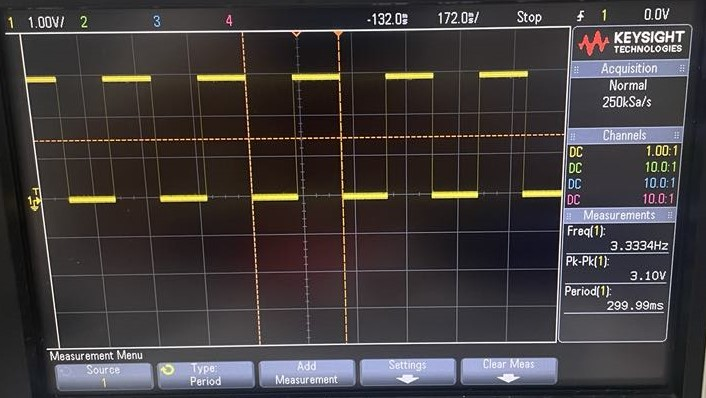 1 1.00V/ 2 3 4 -132.0ms 172.0ms/ Stop 1 0.0V
KEYSIGHT
TECHNOLOGIES
Acquisition
Normal
250kSa/s
Channels
DC 1.00:1
DC 10.0:1
DC 10.0:1
DC 10.0:1
Measurements
Freq(1):
3.3334Hz
Pk-Pk(1):
3.10V
Period(1):
299.99ms
T
1
Measurement Menu
Source
1
Type:
Period
Add
Measurement
Settings
Clear Meas